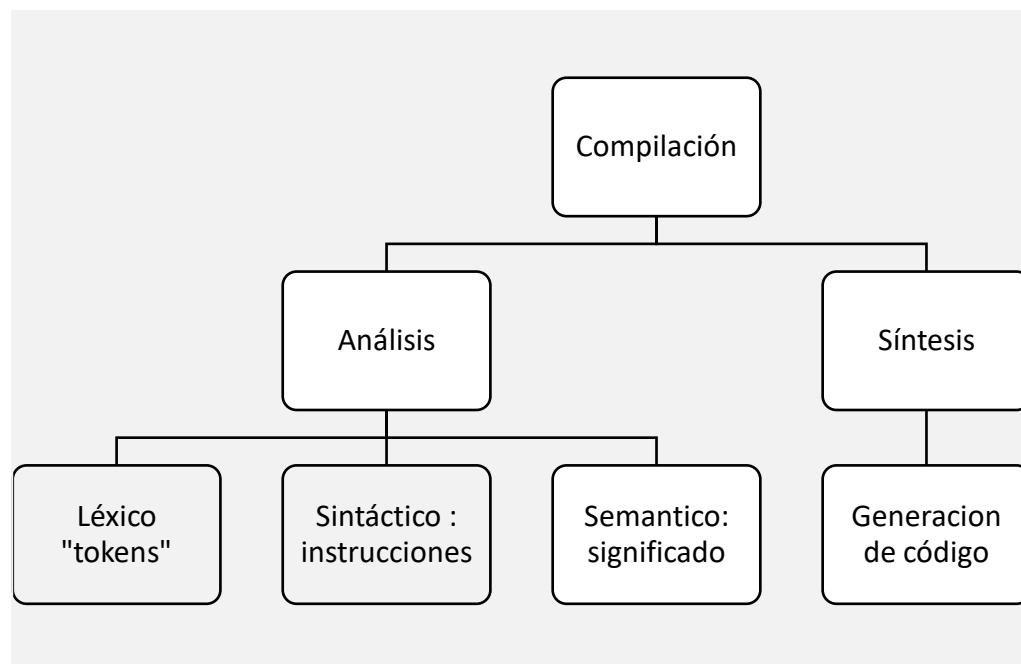 Compilación
Análisis
Síntesis
Léxico
"tokens"
Sintáctico :
instrucciones
Semantico:
significado
Generacion
de código